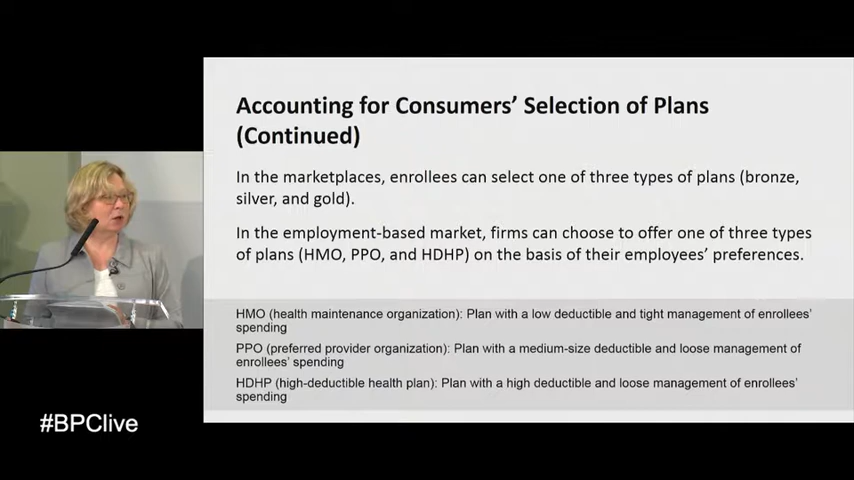 Accounting for Consumers' Selection of Plans
(Continued)
In the marketplaces, enrollees can select one of three types of plans (bronze,
silver, and gold).
In the employment-based market, firms can choose to offer one of three types
of plans (HMO, PPO, and HDHP) on the basis of their employees' preferences.
HMO (health maintenance organization): Plan with a low deductible and tight management of enrollees'
spending
PPO (preferred provider organization): Plan with a medium-size deductible and loose management of
enrollees' spending
HDHP (high-deductible health plan): Plan with a high deductible and loose management of enrollees'
spending
#BPClive